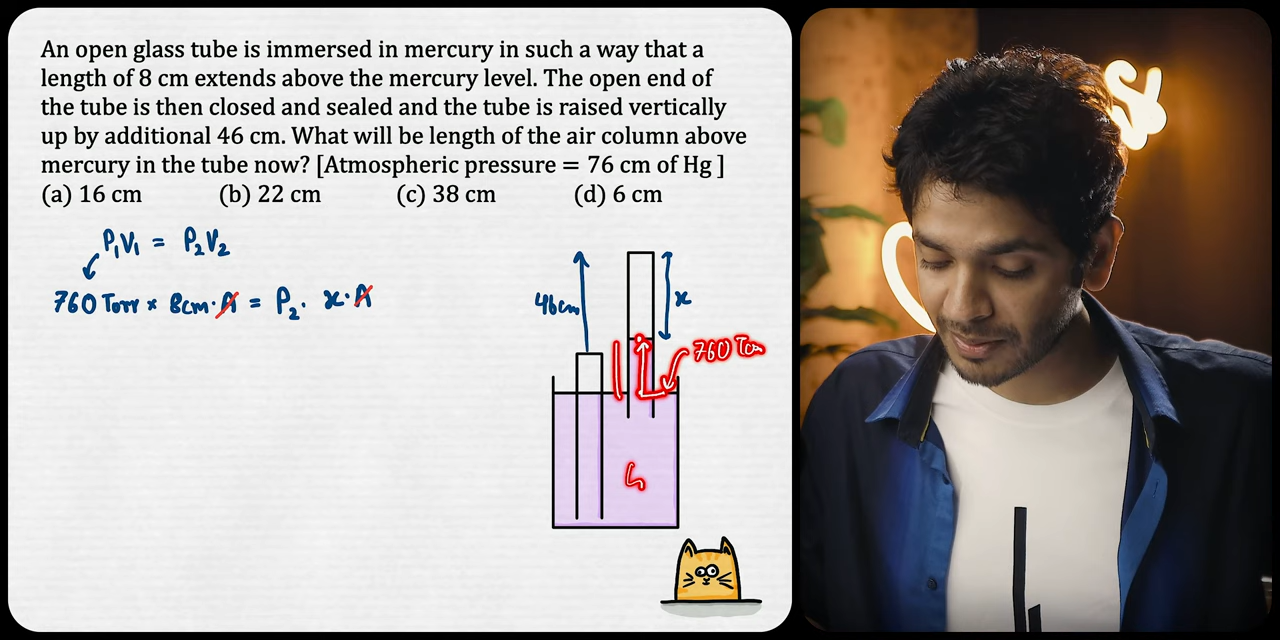 An open glass tube is immersed in mercury in such a way that a
length of 8 cm extends above the mercury level. The open end of
the tube is then closed and sealed and the tube is raised vertically
up by additional 46 cm. What will be length of the air column above
mercury in the tube now? [Atmospheric pressure = 76 cm of Hg ]
(a) 16 cm (b) 22 cm (c) 38 cm (d) 6 cm
P₁V₁ = P₂V₂
760 Torr × 8cm·A = P₂· x·A
46cm
x
760 Torr